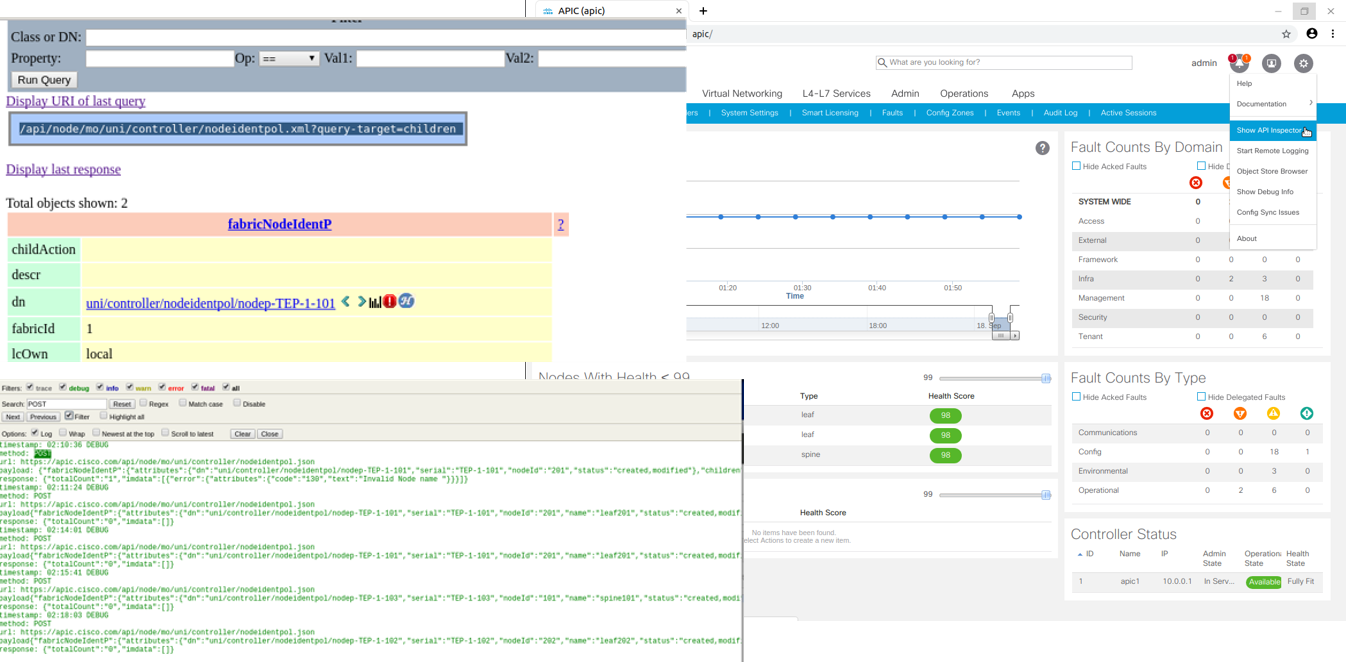 Filter
Class or DN:
Property: Op: == Val1: Val2:
Run Query
Display URI of last query
/api/node/mo/uni/controller/nodeidentpol.xml?query-target=children
Display last response
Total objects shown: 2
fabricNodeIdentP ?
childAction
descr
dn uni/controller/nodeidentpol/nodep-TEP-1-101
fabricId 1
lcOwn local
Filters: trace debug info warn error fatal all
Search: POST Reset Regex Match case Disable
Next Previous Filter Highlight all
Options: Log Wrap Newest at the top Scroll to latest Clear Close
timestamp: 02:10:36 DEBUG
method: POST
url: https://apic.cisco.com/api/node/mo/uni/controller/nodeidentpol.json
payload: {"fabricNodeIdentP":{"attributes":{"dn":"uni/controller/nodeidentpol/nodep-TEP-1-101","serial":"TEP-1-101","nodeId":"201","status":"created,modified"},"children
response: {"totalCount":"1","imdata":[{"error":{"attributes":{"code":"130","text":"Invalid Node name "}}}]}
timestamp: 02:11:24 DEBUG
method: POST
url: https://apic.cisco.com/api/node/mo/uni/controller/nodeidentpol.json
payload{"fabricNodeIdentP":{"attributes":{"dn":"uni/controller/nodeidentpol/nodep-TEP-1-101","serial":"TEP-1-101","nodeId":"201","name":"leaf201","status":"created,modif
response: {"totalCount":"0","imdata":[]}
timestamp: 02:14:01 DEBUG
method: POST
url: https://apic.cisco.com/api/node/mo/uni/controller/nodeidentpol.json
payload{"fabricNodeIdentP":{"attributes":{"dn":"uni/controller/nodeidentpol/nodep-TEP-1-101","serial":"TEP-1-101","nodeId":"201","name":"leaf201","status":"created,modif
response: {"totalCount":"0","imdata":[]}
timestamp: 02:15:41 DEBUG
method: POST
url: https://apic.cisco.com/api/node/mo/uni/controller/nodeidentpol.json
payload{"fabricNodeIdentP":{"attributes":{"dn":"uni/controller/nodeidentpol/nodep-TEP-1-103","serial":"TEP-1-103","nodeId":"101","name":"spine101","status":"created,modi
response: {"totalCount":"0","imdata":[]}
timestamp: 02:18:03 DEBUG
method: POST
url: https://apic.cisco.com/api/node/mo/uni/controller/nodeidentpol.json
payload{"fabricNodeIdentP":{"attributes":{"dn":"uni/controller/nodeidentpol/nodep-TEP-1-102","serial":"TEP-1-102","nodeId":"202","name":"leaf202","status":"created,modif
response: {"totalCount":"0","imdata":[]}
APIC (apic)
apic/
What are you looking for? admin 1 1
Virtual Networking L4-L7 Services Admin Operations Apps
ers | System Settings | Smart Licensing | Faults | Config Zones | Events | Audit Log | Active Sessions
Help
Documentation
Show API Inspector
Start Remote Logging
Object Store Browser
Show Debug Info
Config Sync Issues
About
01:20 01:30 01:40 01:50
Time
12:00 18:00 18. Sep
Nodes With Health < 99 99
Type Health Score
leaf 98
leaf 98
spine 98
99
Health Score
No items have been found.
elect Actions to create a new item.
Fault Counts By Domain
Hide Acked Faults Hide D
SYSTEM WIDE 0
Access 0
External 0
Framework 0 0 0 0
Infra 0 2 3 0
Management 0 0 18 0
Security 0 0 0 0
Tenant 0 0 6 0
Fault Counts By Type
Hide Acked Faults Hide Delegated Faults
Communications 0 0 0 0
Config 0 0 18 1
Environmental 0 0 3 0
Operational 0 2 6 0
Controller Status
ID Name IP Admin State Operation: State Health State
1 apic1 10.0.0.1 In Serv... Available Fully Fit